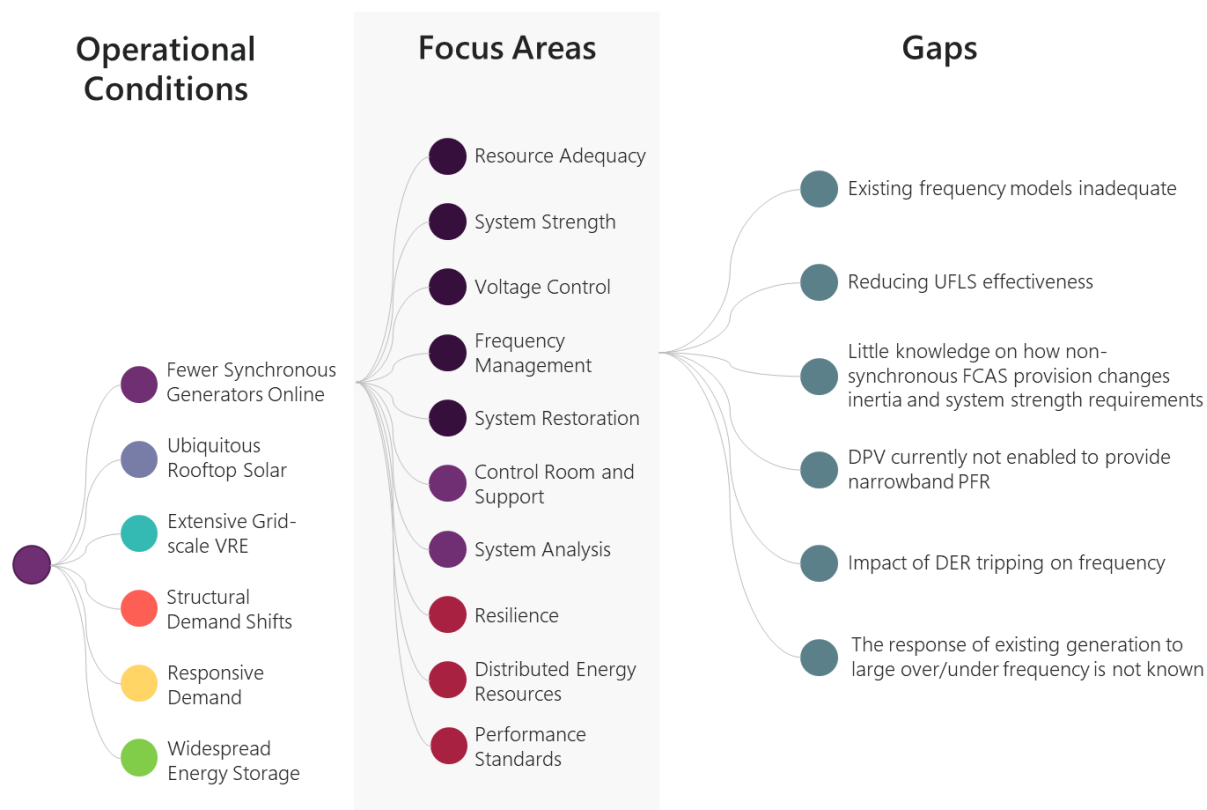 Operational
Conditions
Focus Areas
Gaps
Fewer Synchronous
Generators Online
Ubiquitous
Rooftop Solar
Extensive Grid-
scale VRE
Structural
Demand Shifts
Responsive
Demand
Widespread
Energy Storage
Resource Adequacy
System Strength
Voltage Control
Frequency
Management
System Restoration
Control Room and
Support
System Analysis
Resilience
Distributed Energy
Resources
Performance
Standards
Existing frequency models inadequate
Reducing UFLS effectiveness
Little knowledge on how non-
synchronous FCAS provision changes
inertia and system strength requirements
DPV currently not enabled to provide
narrowband PFR
Impact of DER tripping on frequency
The response of existing generation to
large over/under frequency is not known